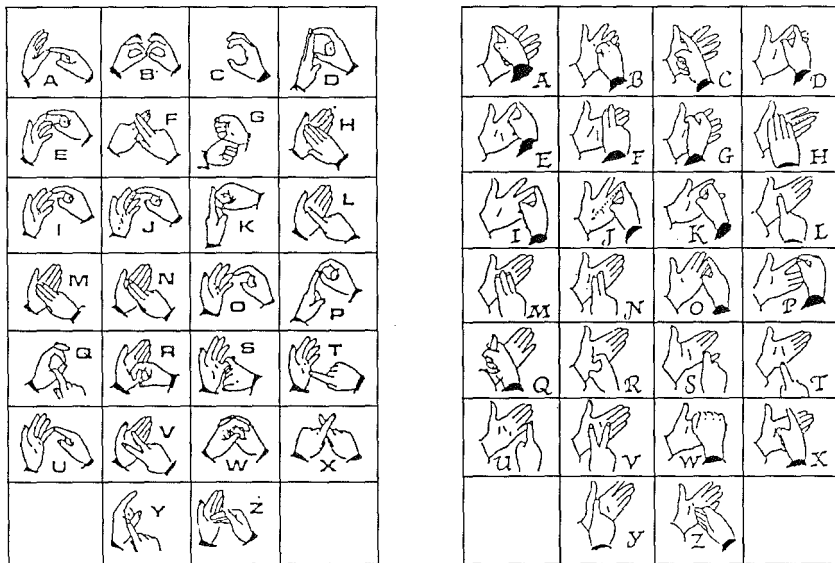 A B C D
E F G H
I J K L
M N O P
Q R S T
U V W X
Y Z
A B C D
E F G H
I J K L
M N O P
Q R S T
U V W X
Y Z